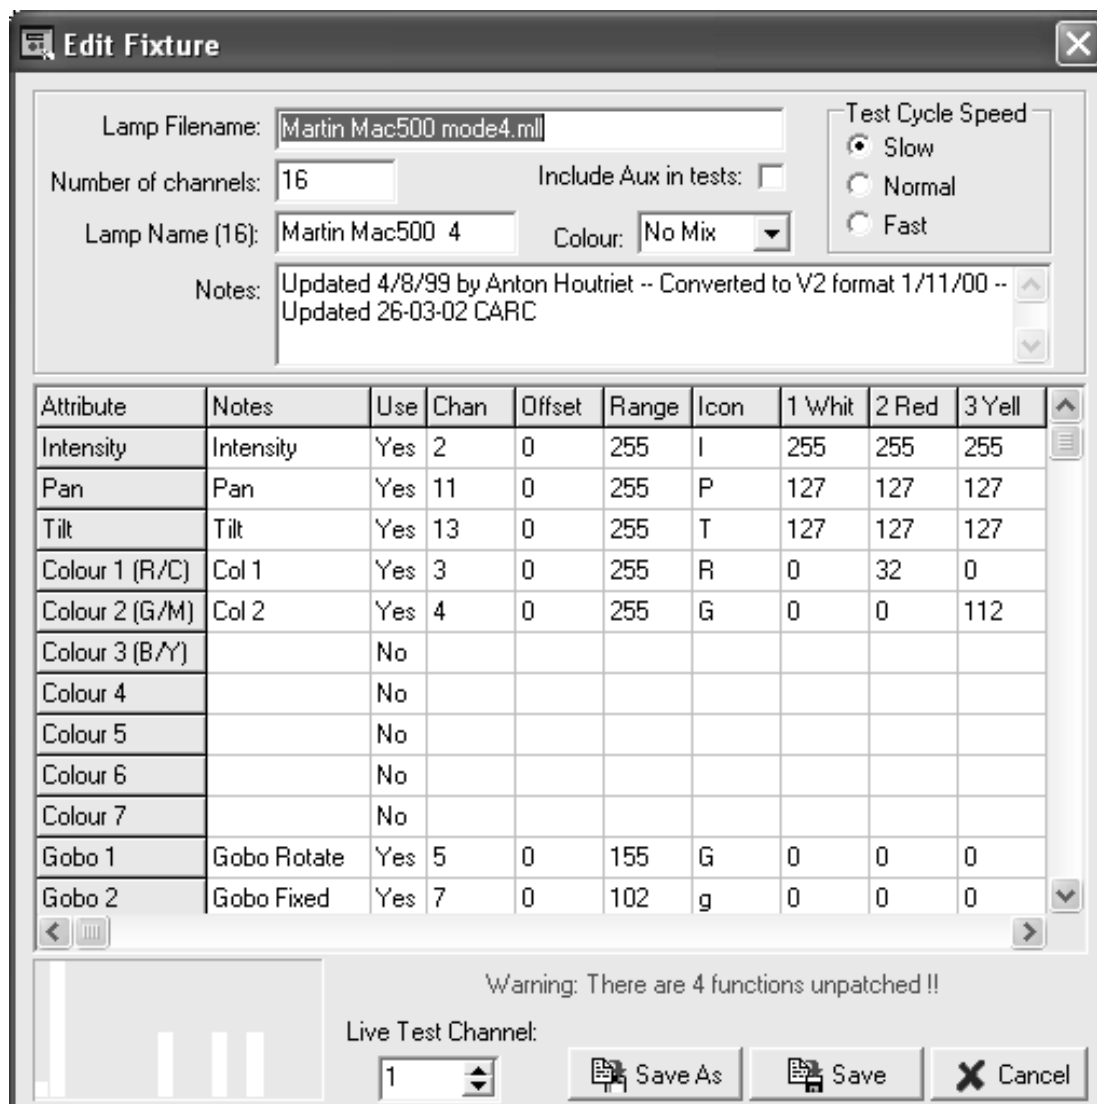 Edit Fixture
Lamp Filename: Martin Mac500 mode4.mll
Test Cycle Speed
Slow
Number of channels: 16 Include Aux in tests:
Normal
Lamp Name (16): Martin Mac500 4 Colour: No Mix
Fast
Notes: Updated 4/8/99 by Anton Houtriet -- Converted to V2 format 1/11/00 --
Updated 26-03-02 CARC
Attribute Notes Use Chan Offset Range Icon 1 Whit 2 Red 3 Yell
Intensity Intensity Yes 2 0 255 I 255 255 255
Pan Pan Yes 11 0 255 P 127 127 127
Tilt Tilt Yes 13 0 255 T 127 127 127
Colour 1 (R/C) Col 1 Yes 3 0 255 R 0 32 0
Colour 2 (G/M) Col 2 Yes 4 0 255 G 0 0 112
Colour 3 (B/Y) No
Colour 4 No
Colour 5 No
Colour 6 No
Colour 7 No
Gobo 1 Gobo Rotate Yes 5 0 155 G 0 0 0
Gobo 2 Gobo Fixed Yes 7 0 102 g 0 0 0
Warning: There are 4 functions unpatched !!
Live Test Channel:
1 Save As Save Cancel